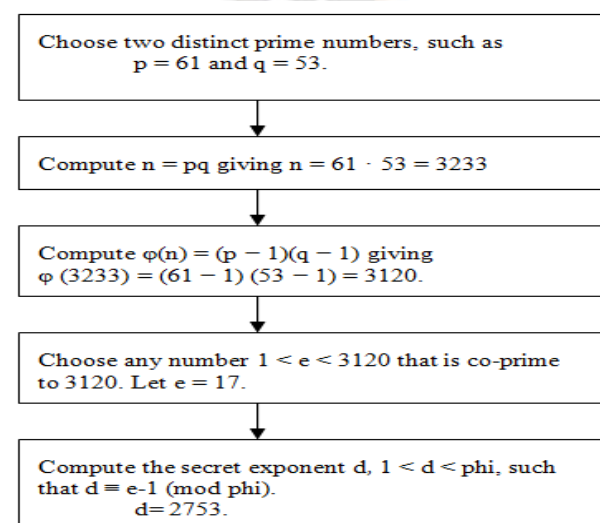 Choose two distinct prime numbers, such as
p = 61 and q = 53.
Compute n = pq giving n = 61 · 53 = 3233
Compute φ(n) = (p − 1)(q − 1) giving
φ (3233) = (61 − 1) (53 − 1) = 3120.
Choose any number 1 < e < 3120 that is co-prime
to 3120. Let e = 17.
Compute the secret exponent d, 1 < d < phi, such
that d ≡ e-1 (mod phi).
d= 2753.